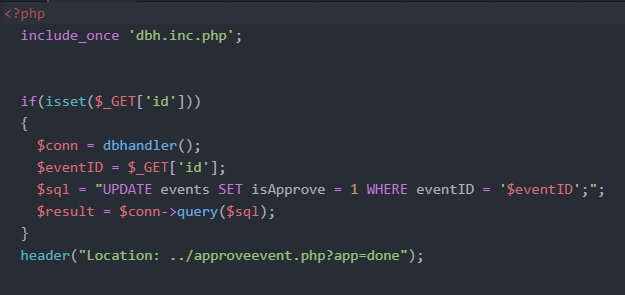 <?php
include_once 'dbh.inc.php';
if(isset($_GET['id']))
{
$conn = dbhandler();
$eventID = $_GET['id'];
$sql = "UPDATE events SET isApprove = 1 WHERE eventID = '$eventID';";
$result = $conn->query($sql);
}
header("Location: ../approveevent.php?app=done");